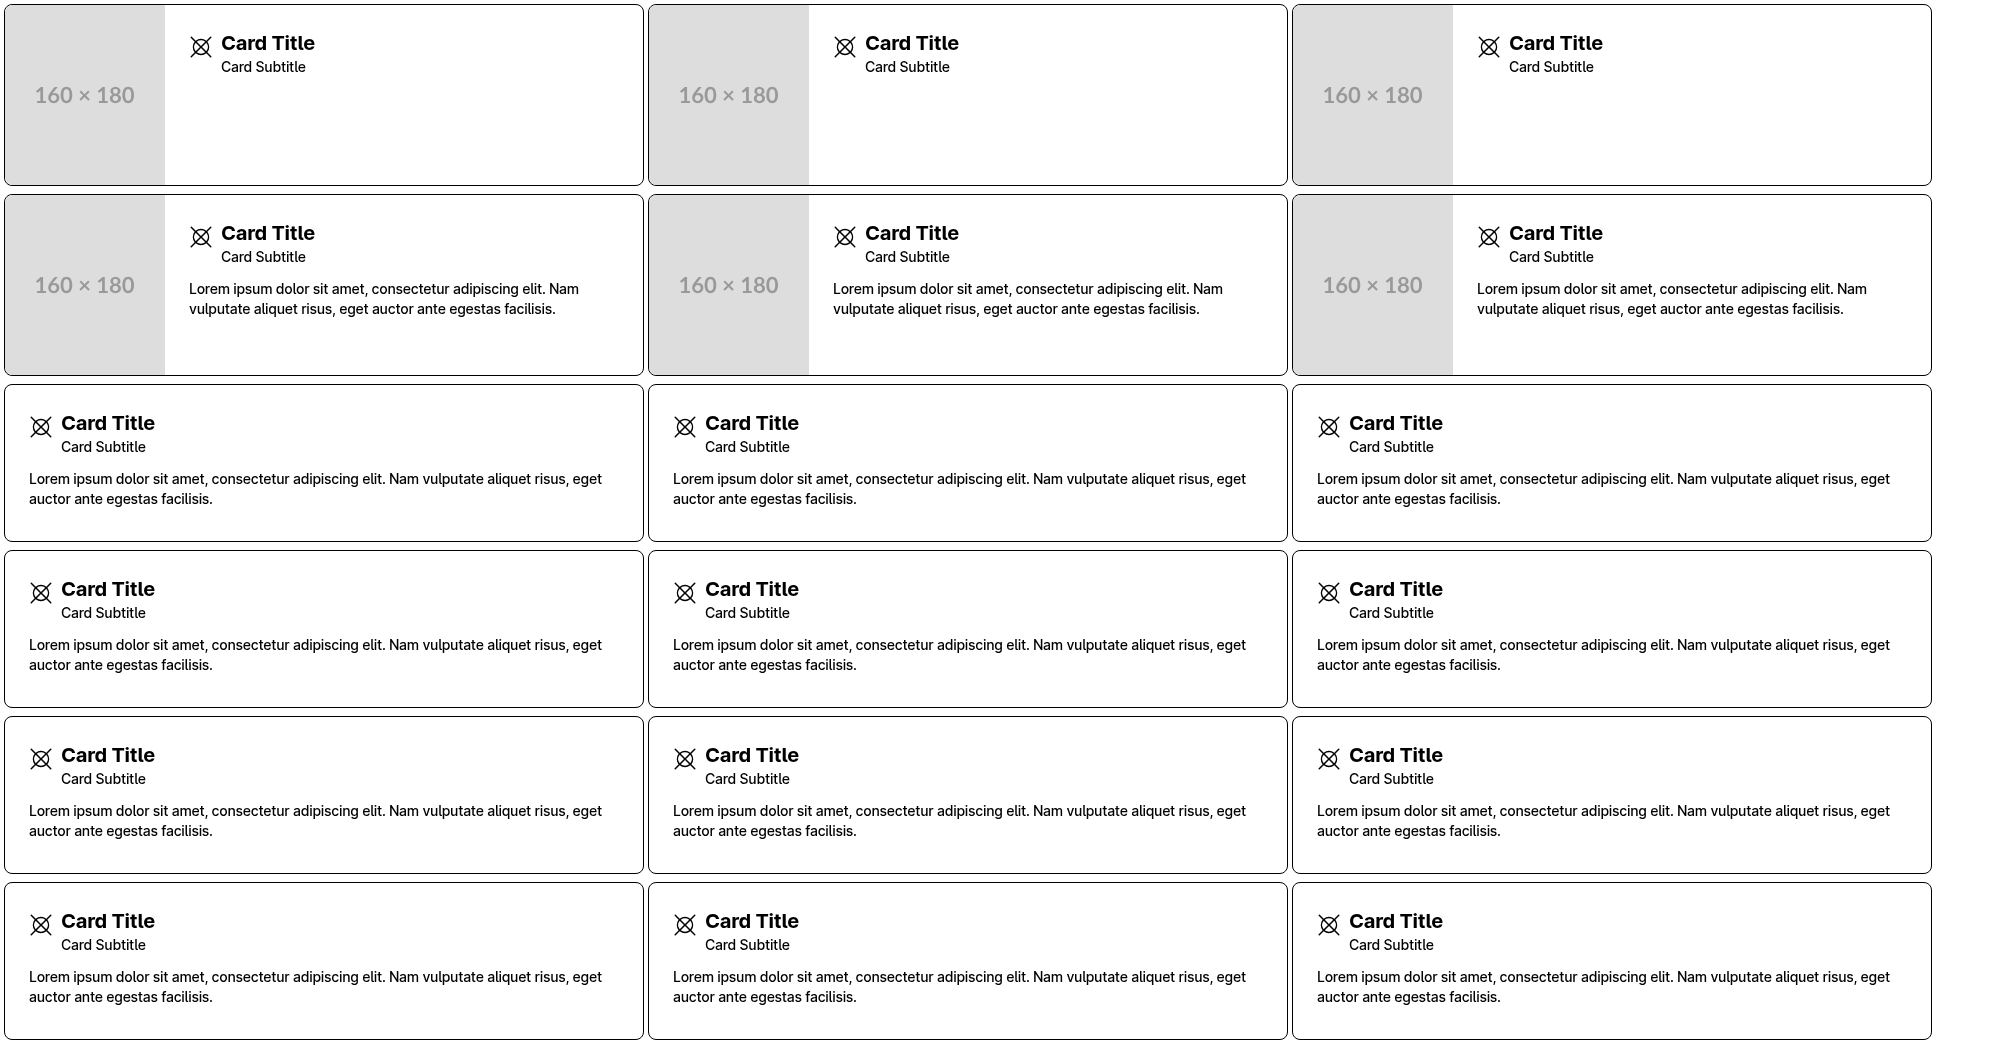 160 × 180
Card Title
Card Subtitle
160 × 180
Card Title
Card Subtitle
160 × 180
Card Title
Card Subtitle
160 × 180
Card Title
Card Subtitle
Lorem ipsum dolor sit amet, consectetur adipiscing elit. Nam
vulputate aliquet risus, eget auctor ante egestas facilisis.
160 × 180
Card Title
Card Subtitle
Lorem ipsum dolor sit amet, consectetur adipiscing elit. Nam
vulputate aliquet risus, eget auctor ante egestas facilisis.
160 × 180
Card Title
Card Subtitle
Lorem ipsum dolor sit amet, consectetur adipiscing elit. Nam
vulputate aliquet risus, eget auctor ante egestas facilisis.
Card Title
Card Subtitle
Lorem ipsum dolor sit amet, consectetur adipiscing elit. Nam vulputate aliquet risus, eget
auctor ante egestas facilisis.
Card Title
Card Subtitle
Lorem ipsum dolor sit amet, consectetur adipiscing elit. Nam vulputate aliquet risus, eget
auctor ante egestas facilisis.
Card Title
Card Subtitle
Lorem ipsum dolor sit amet, consectetur adipiscing elit. Nam vulputate aliquet risus, eget
auctor ante egestas facilisis.
Card Title
Card Subtitle
Lorem ipsum dolor sit amet, consectetur adipiscing elit. Nam vulputate aliquet risus, eget
auctor ante egestas facilisis.
Card Title
Card Subtitle
Lorem ipsum dolor sit amet, consectetur adipiscing elit. Nam vulputate aliquet risus, eget
auctor ante egestas facilisis.
Card Title
Card Subtitle
Lorem ipsum dolor sit amet, consectetur adipiscing elit. Nam vulputate aliquet risus, eget
auctor ante egestas facilisis.
Card Title
Card Subtitle
Lorem ipsum dolor sit amet, consectetur adipiscing elit. Nam vulputate aliquet risus, eget
auctor ante egestas facilisis.
Card Title
Card Subtitle
Lorem ipsum dolor sit amet, consectetur adipiscing elit. Nam vulputate aliquet risus, eget
auctor ante egestas facilisis.
Card Title
Card Subtitle
Lorem ipsum dolor sit amet, consectetur adipiscing elit. Nam vulputate aliquet risus, eget
auctor ante egestas facilisis.
Card Title
Card Subtitle
Lorem ipsum dolor sit amet, consectetur adipiscing elit. Nam vulputate aliquet risus, eget
auctor ante egestas facilisis.
Card Title
Card Subtitle
Lorem ipsum dolor sit amet, consectetur adipiscing elit. Nam vulputate aliquet risus, eget
auctor ante egestas facilisis.
Card Title
Card Subtitle
Lorem ipsum dolor sit amet, consectetur adipiscing elit. Nam vulputate aliquet risus, eget
auctor ante egestas facilisis.